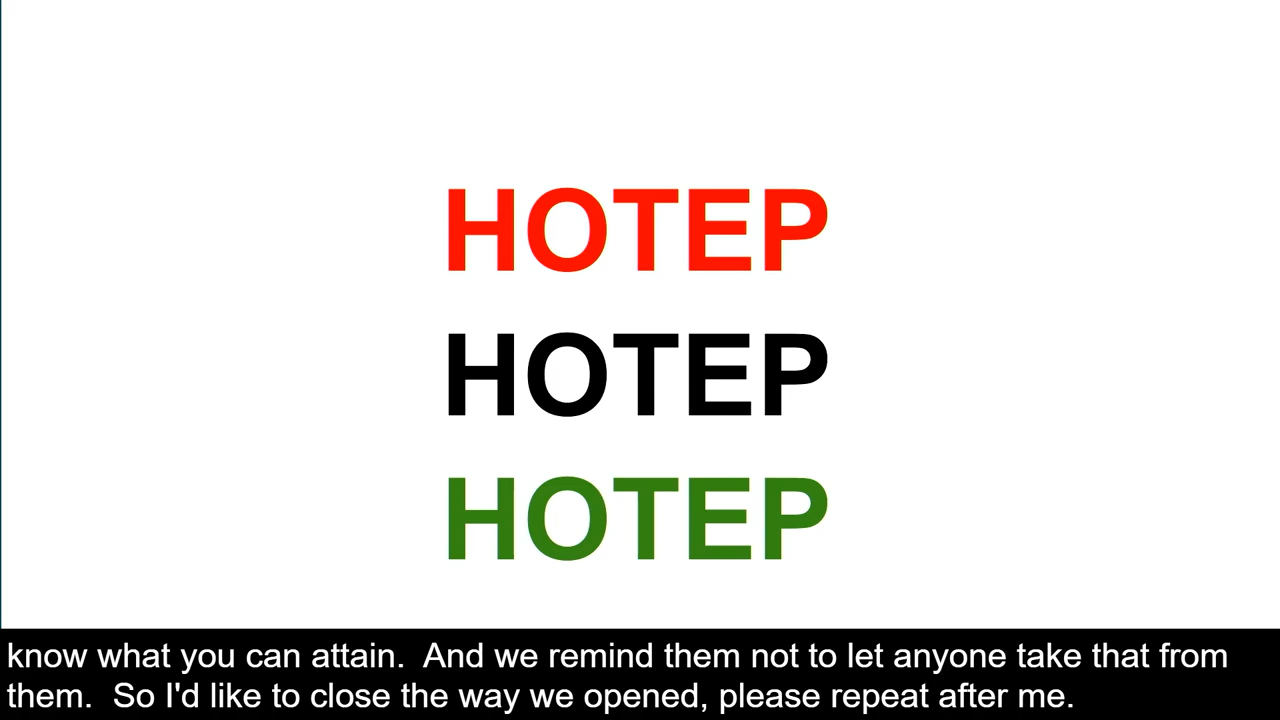 HOTEP
HOTEP
HOTEP
know what you can attain.  And we remind them not to let anyone take that from
them.  So I'd like to close the way we opened, please repeat after me.